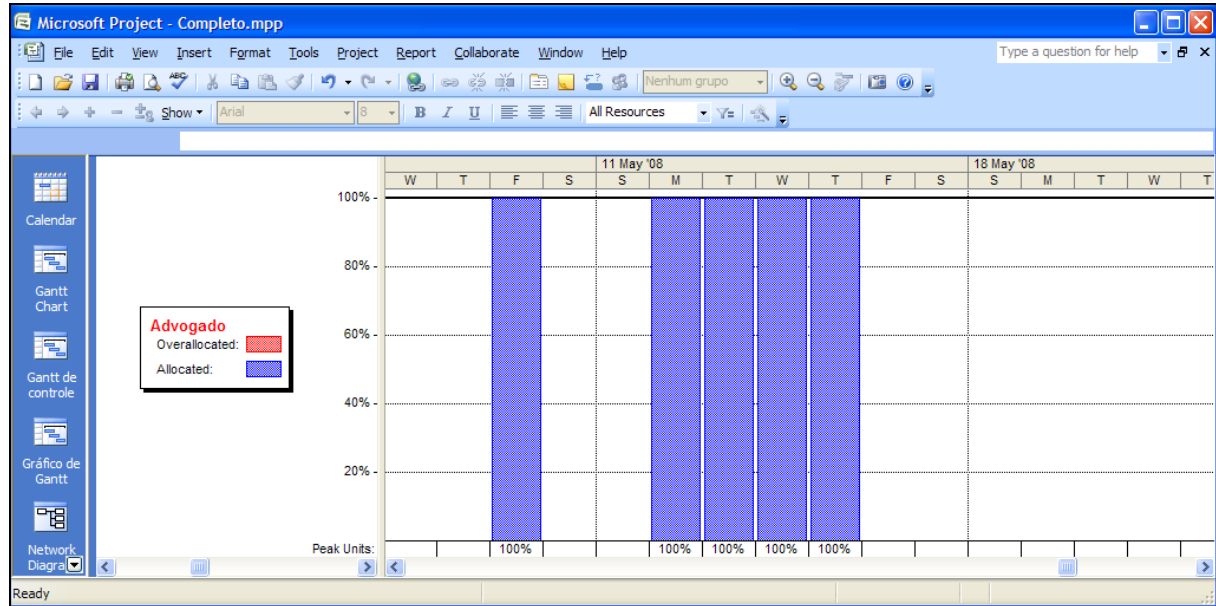 Microsoft Project - Completo.mpp
File Edit View Insert Format Tools Project Report Collaborate Window Help Type a question for help
ABC Nenhum grupo
Show Arial 8 B I U All Resources
11 May '08 18 May '08
W T F S S M T W T F S S M T W T
Calendar
Gantt
Chart
Gantt de
controle
Gráfico de
Gantt
Network
Diagra
100% -
80% -
60% -
40% -
20% -
Advogado
Overallocated:
Allocated:
Peak Units: 100% 100% 100% 100% 100%
Ready